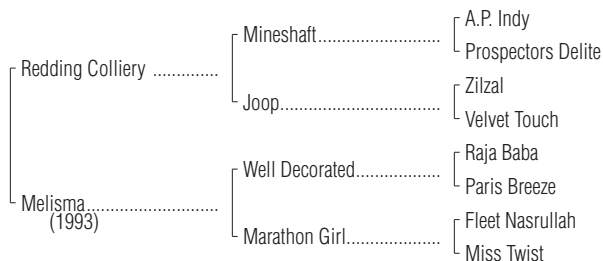 A.P. Indy
Mineshaft........................
Prospectors Delite
Redding Colliery .............
Zilzal
Joop................................
Velvet Touch
Raja Baba
Well Decorated.................
Paris Breeze
Melisma..........................
(1993)
Fleet Nasrullah
Marathon Girl...................
Miss Twist